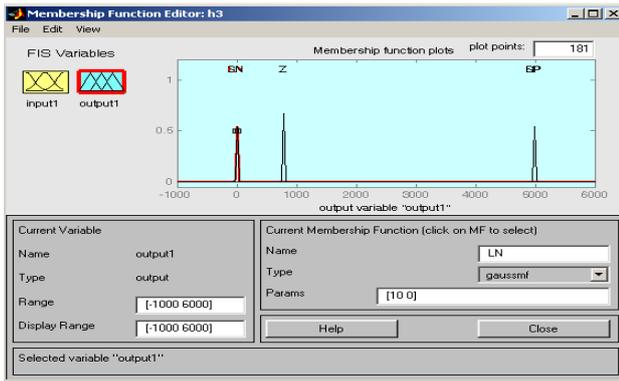 Membership Function Editor: h3
File Edit View
FIS Variables
Membership function plots plot points: 181
input1 output1
Z
1
0.5
0
-1000 0 1000 2000 3000 4000 5000 6000
output variable "output1"
Current Variable
Name output1
Type output
Range [-1000 6000]
Display Range [-1000 6000]
Current Membership Function (click on MF to select)
Name LN
Type gaussmf
Params [10 0]
Help Close
Selected variable "output1"